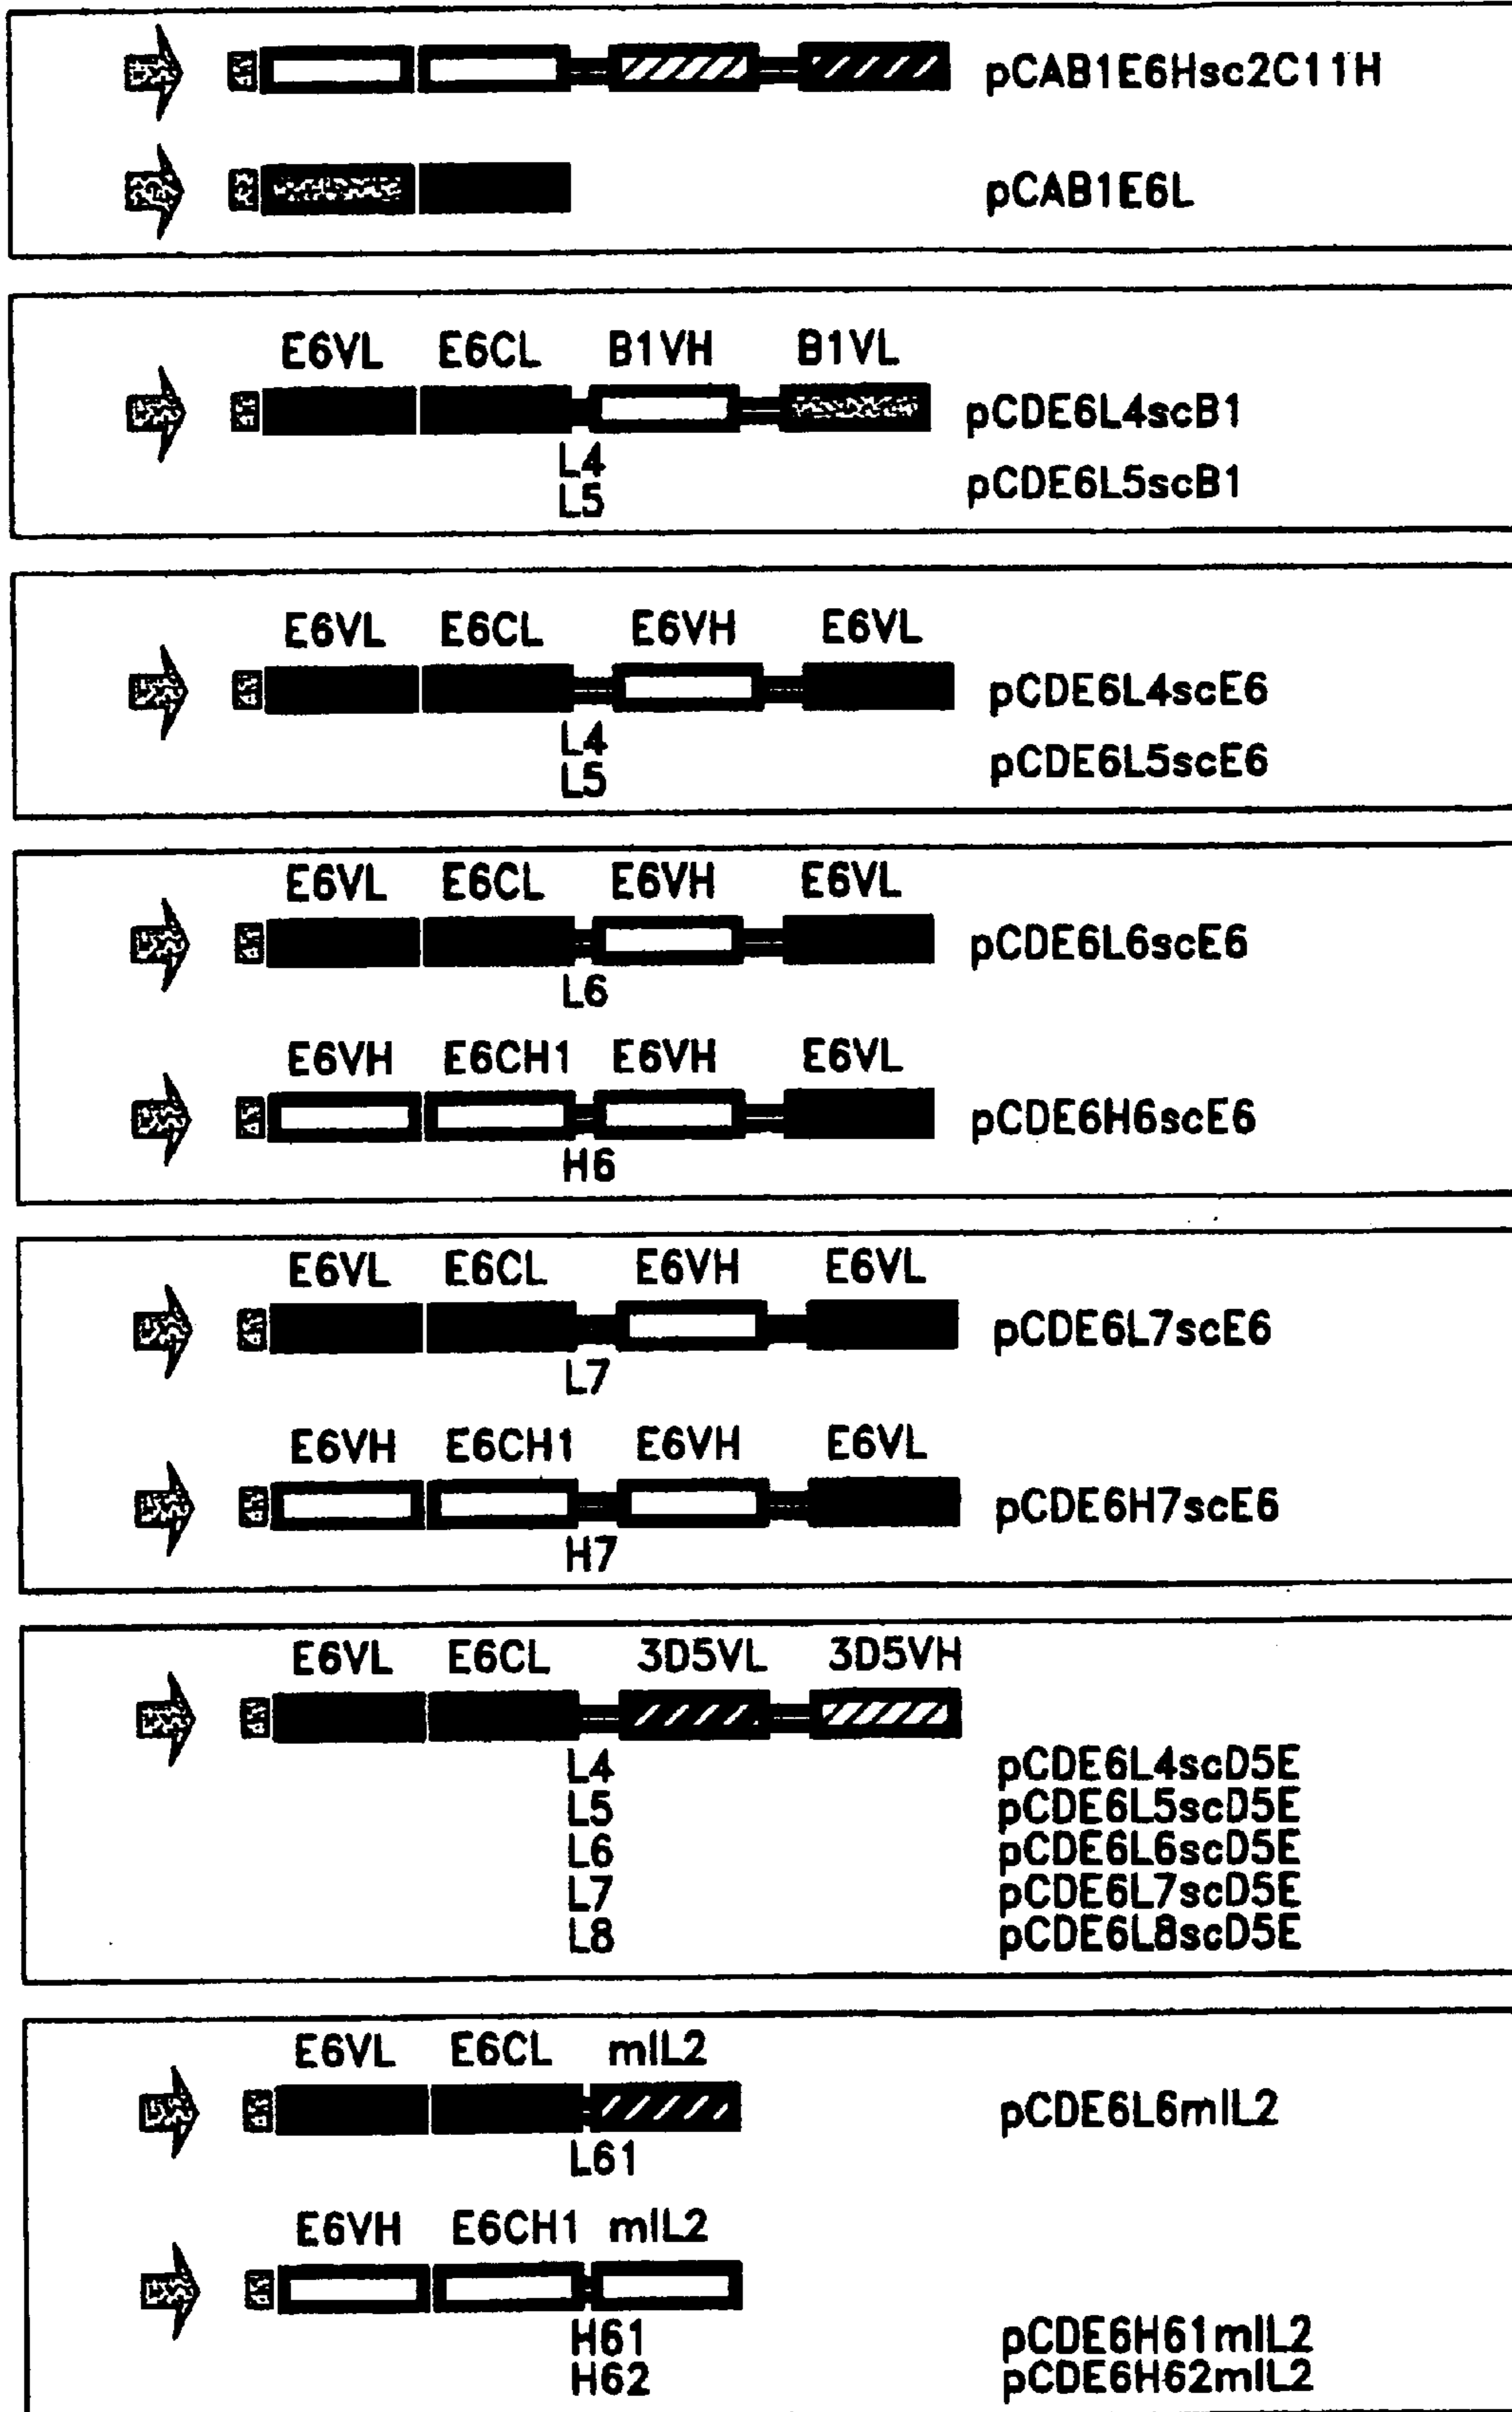 pCAB1E6Hsc2C11H
pCAB1E6L
E6VL E6CL B1VH B1VL
pCDE6L4scB1
L4
pCDE6L5scB1
L5
E6VL E6CL E6VH E6VL
pCDE6L4scE6
L4
pCDE6L5scE6
L5
E6VL E6CL E6VH E6VL
pCDE6L6scE6
L6
E6VH E6CH1 E6VH E6VL
pCDE6H6scE6
H6
E6VL E6CL E6VH E6VL
pCDE6L7scE6
L7
E6VH E6CH1 E6VH E6VL
pCDE6H7scE6
H7
E6VL E6CL 3D5VL 3D5VH
L4 pCDE6L4scD5E
L5 pCDE6L5scD5E
L6 pCDE6L6scD5E
L7 pCDE6L7scD5E
L8 pCDE6L8scD5E
E6VL E6CL mIL2
pCDE6L6mIL2
L61
E6VH E6CH1 mIL2
H61 pCDE6H61mIL2
H62 pCDE6H62mIL2